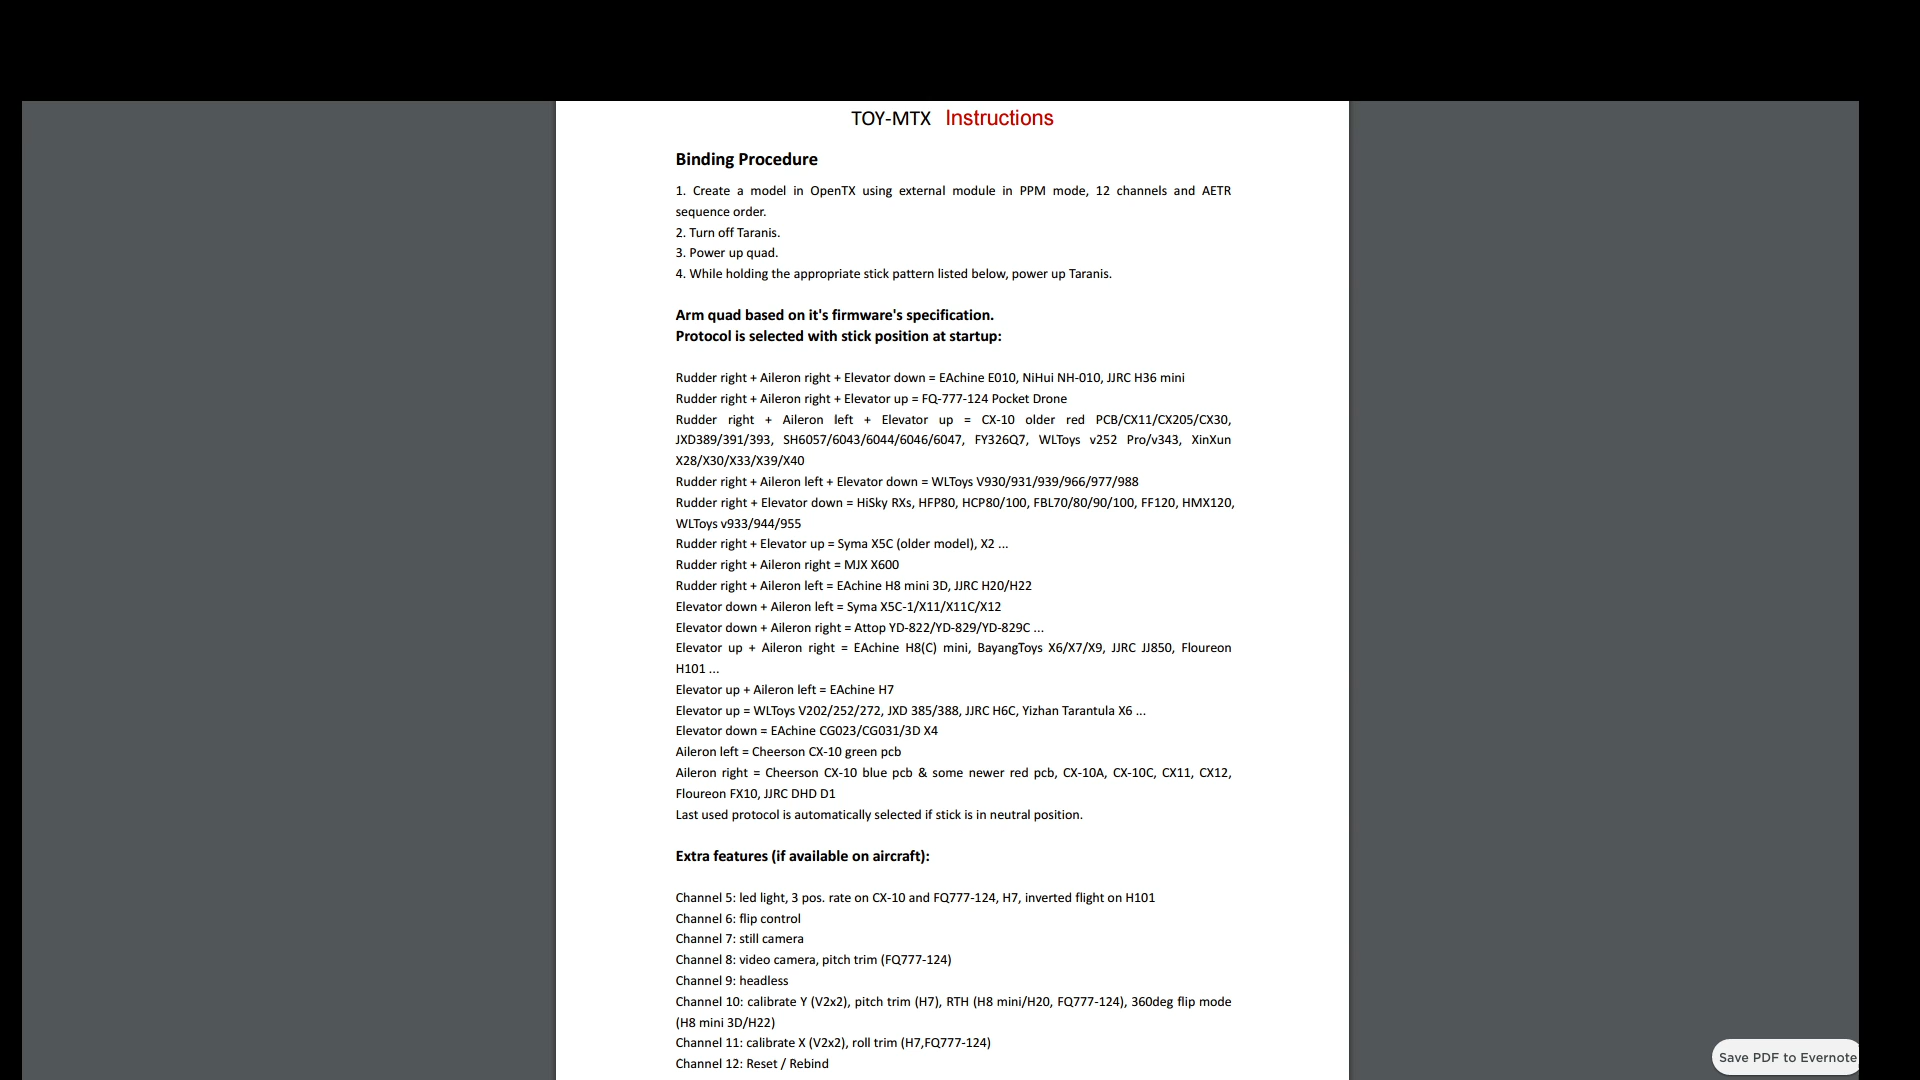 TOY-MTX Instructions
Binding Procedure
1. Create a model in OpenTX using external module in PPM mode, 12 channels and AETR
sequence order.
2. Turn off Taranis.
3. Power up quad.
4. While holding the appropriate stick pattern listed below, power up Taranis.
Arm quad based on it's firmware's specification.
Protocol is selected with stick position at startup:
Rudder right + Aileron right + Elevator down = EAchine E010, NiHui NH-010, JJRC H36 mini
Rudder right + Aileron right + Elevator up = FQ-777-124 Pocket Drone
Rudder right + Aileron left + Elevator up = CX-10 older red PCB/CX11/CX205/CX30,
JXD389/391/393, SH6057/6043/6044/6046/6047, FY326Q7, WLToys v252 Pro/v343, XinXun
X28/X30/X33/X39/X40
Rudder right + Aileron left + Elevator down = WLToys V930/931/939/966/977/988
Rudder right + Elevator down = HiSky RXs, HFP80, HCP80/100, FBL70/80/90/100, FF120, HMX120,
WLToys v933/944/955
Rudder right + Elevator up = Syma X5C (older model), X2 ...
Rudder right + Aileron right = MJX X600
Rudder right + Aileron left = EAchine H8 mini 3D, JJRC H20/H22
Elevator down + Aileron left = Syma X5C-1/X11/X11C/X12
Elevator down + Aileron right = Attop YD-822/YD-829/YD-829C ...
Elevator up + Aileron right = EAchine H8(C) mini, BayangToys X6/X7/X9, JJRC JJ850, Floureon
H101 ...
Elevator up + Aileron left = EAchine H7
Elevator up = WLToys V202/252/272, JXD 385/388, JJRC H6C, Yizhan Tarantula X6 ...
Elevator down = EAchine CG023/CG031/3D X4
Aileron left = Cheerson CX-10 green pcb
Aileron right = Cheerson CX-10 blue pcb & some newer red pcb, CX-10A, CX-10C, CX11, CX12,
Floureon FX10, JJRC DHD D1
Last used protocol is automatically selected if stick is in neutral position.
Extra features (if available on aircraft):
Channel 5: led light, 3 pos. rate on CX-10 and FQ777-124, H7, inverted flight on H101
Channel 6: flip control
Channel 7: still camera
Channel 8: video camera, pitch trim (FQ777-124)
Channel 9: headless
Channel 10: calibrate Y (V2x2), pitch trim (H7), RTH (H8 mini/H20, FQ777-124), 360deg flip mode
(H8 mini 3D/H22)
Channel 11: calibrate X (V2x2), roll trim (H7,FQ777-124)
Channel 12: Reset / Rebind
Save PDF to Evernote